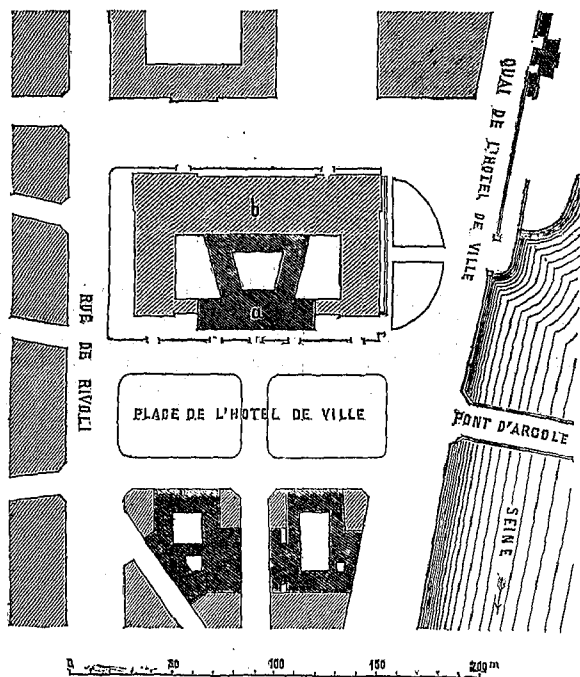 QUAI DE L'HOTEL DE VILLE
b
a
RUE DE RIVOLI
PLACE DE L'HOTEL DE VILLE
PONT D'ARCOLE
SEINE
0 50 100 150 200m